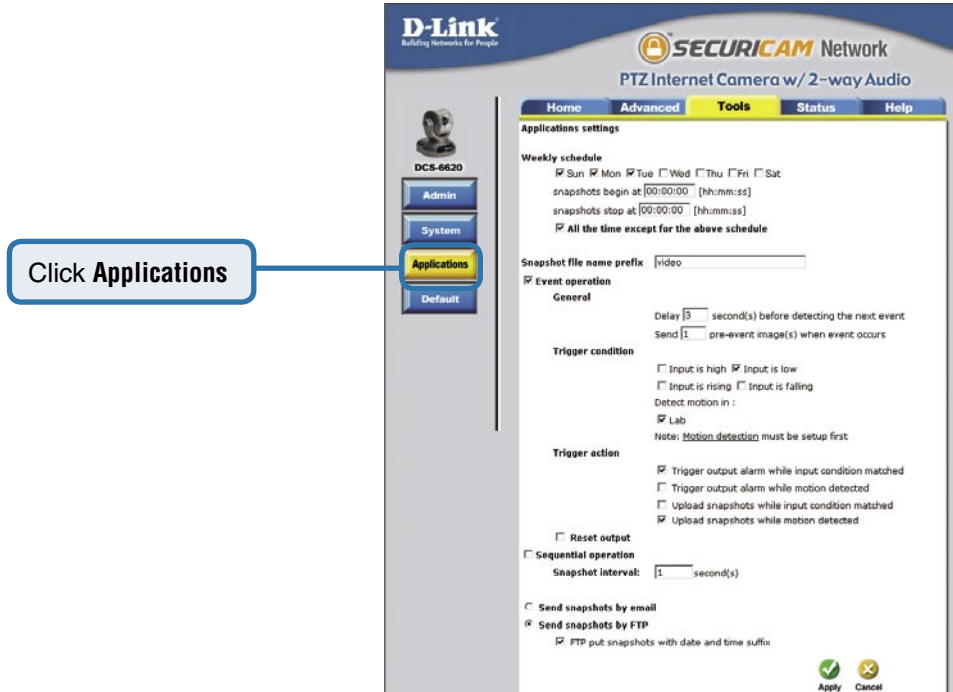 D-Link
Building Networks for People
SECURICAM Network
PTZ Internet Camera w/ 2-way Audio
Home Advanced Tools Status Help
DCS-6620
Admin
System
Applications
Default
Click Applications
Applications settings
Weekly schedule
Sun Mon Tue Wed Thu Fri Sat
snapshots begin at 00:00:00 [hh:mm:ss]
snapshots stop at 00:00:00 [hh:mm:ss]
All the time except for the above schedule
Snapshot file name prefix video
Event operation
General
Delay 3 second(s) before detecting the next event
Send 1 pre-event image(s) when event occurs
Trigger condition
Input is high Input is low
Input is rising Input is falling
Detect motion in :
Lab
Note: Motion detection must be setup first
Trigger action
Trigger output alarm while input condition matched
Trigger output alarm while motion detected
Upload snapshots while input condition matched
Upload snapshots while motion detected
Reset output
Sequential operation
Snapshot interval: 1 second(s)
Send snapshots by email
Send snapshots by FTP
FTP put snapshots with date and time suffix
Apply Cancel